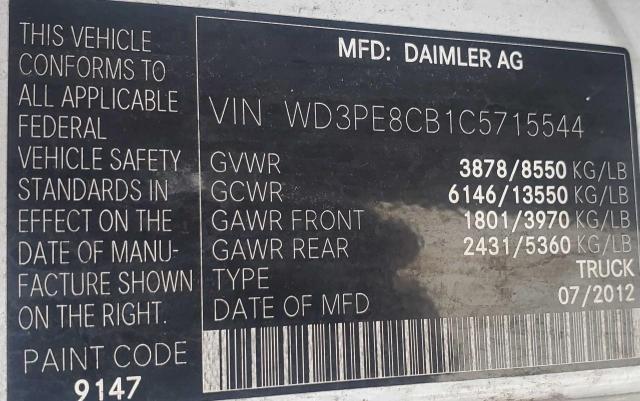 THIS VEHICLE
CONFORMS TO
ALL APPLICABLE
FEDERAL
VEHICLE SAFETY
STANDARDS IN
EFFECT ON THE
DATE OF MANU-
FACTURE SHOWN
ON THE RIGHT.
PAINT CODE
9147
MFD: DAIMLER AG
VIN WD3PE8CB1C5715544
GVWR 3878/8550 KG/LB
GCWR 6146/13550 KG/LB
GAWR FRONT 1801/3970 KG/LB
GAWR REAR 2431/5360 KG/LB
TYPE TRUCK
DATE OF MFD 07/2012